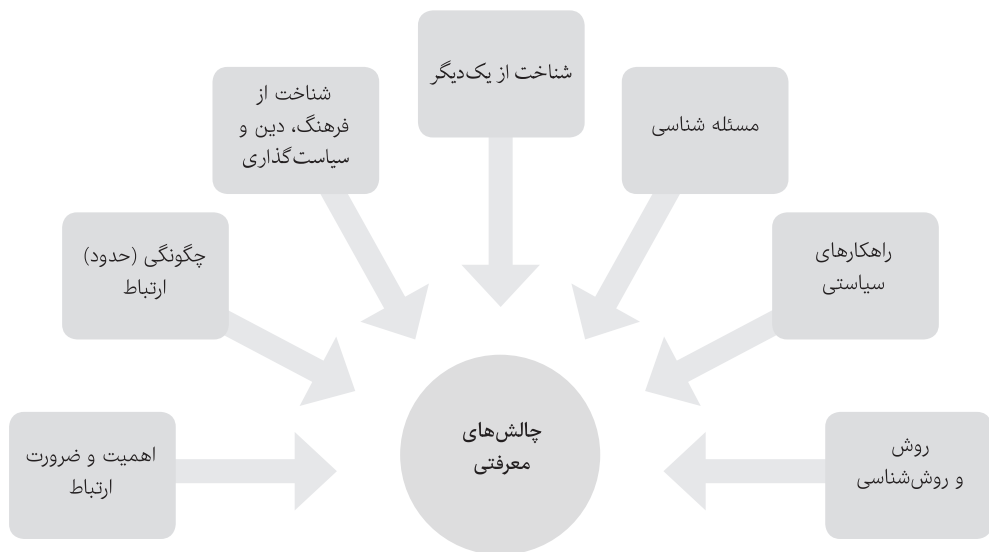 شناخت از یک‌دیگر
شناخت از
فرهنگ، دین و
سیاست‌گذاری
مسئله شناسی
چگونگی (حدود)
ارتباط
راهکارهای
سیاستی
اهمیت و ضرورت
ارتباط
چالش‌های
معرفتی
روش
و روش‌شناسی